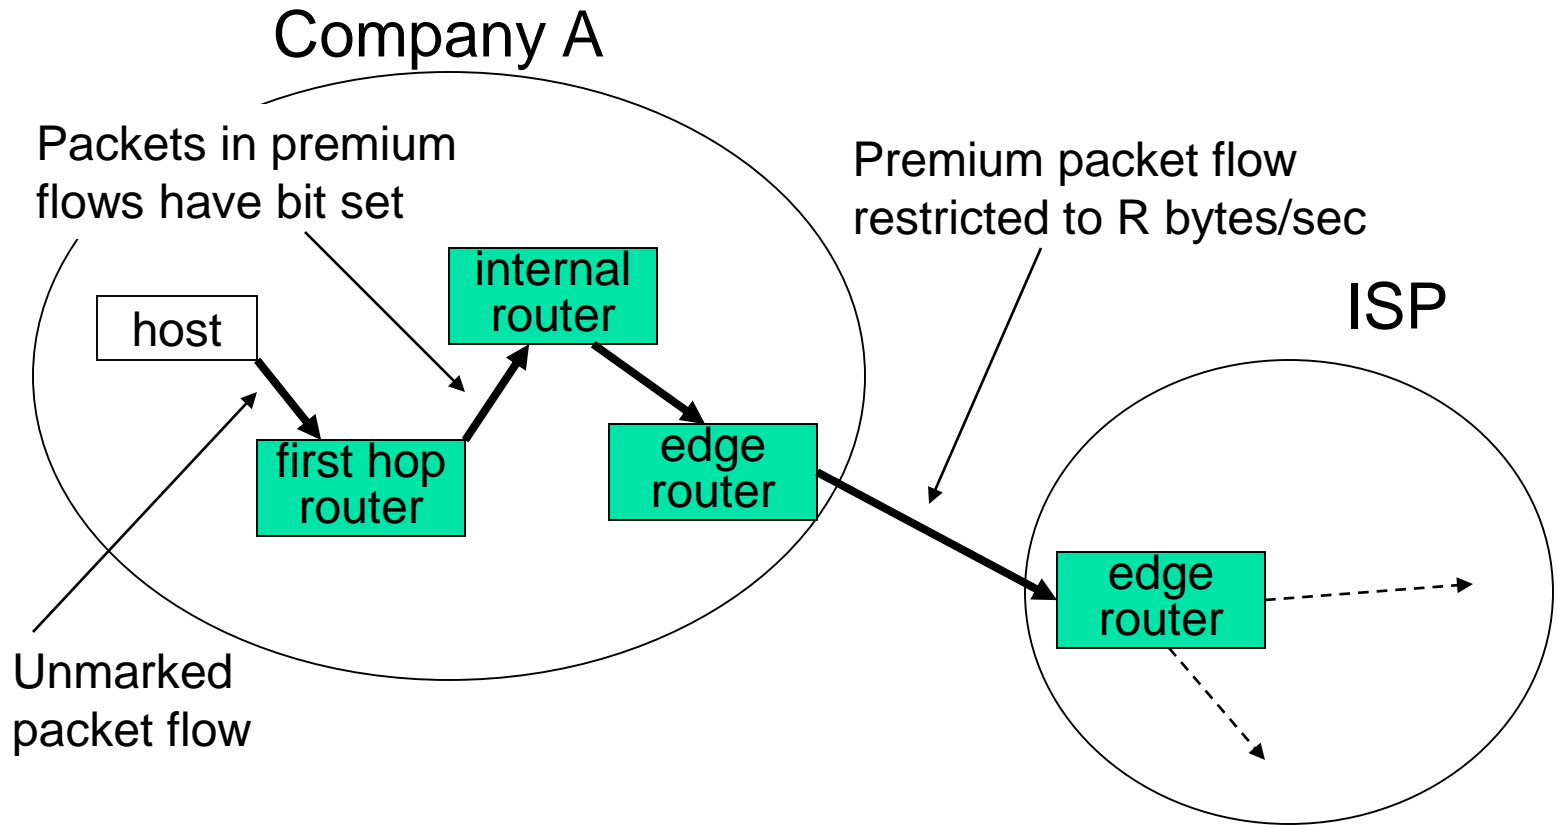 Company A
Packets in premium
flows have bit set
Premium packet flow
restricted to R bytes/sec
internal
router
ISP
host
first hop
router
edge
router
edge
router
Unmarked
packet flow